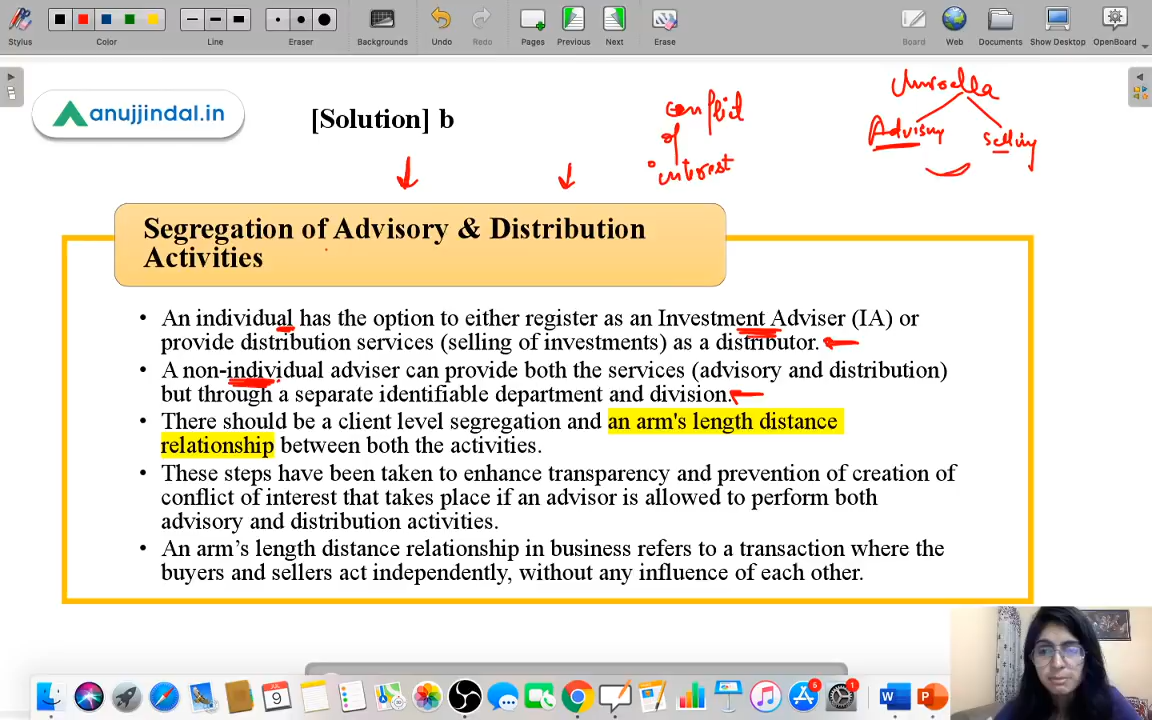 Stylus
Color
Line
Eraser
Backgrounds
Undo
Redo
Pages
Previous
Next
Erase
Board
Web
Documents
Show Desktop
OpenBoard
anujjindal.in
[Solution] b
conflict
of
interest
Advisory
selling
Segregation of Advisory & Distribution
Activities
• An individual has the option to either register as an Investment Adviser (IA) or
provide distribution services (selling of investments) as a distributor.
• A non-individual adviser can provide both the services (advisory and distribution)
but through a separate identifiable department and division.
• There should be a client level segregation and an arm's length distance
relationship between both the activities.
• These steps have been taken to enhance transparency and prevention of creation of
conflict of interest that takes place if an advisor is allowed to perform both
advisory and distribution activities.
• An arm’s length distance relationship in business refers to a transaction where the
buyers and sellers act independently, without any influence of each other.
9
5
1